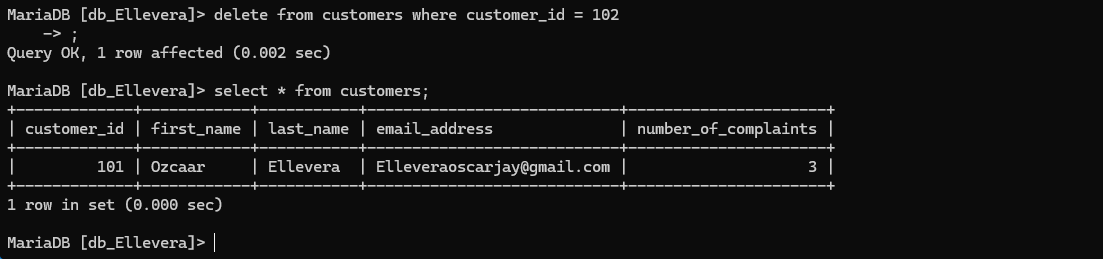 MariaDB [db_Ellevera]> delete from customers where customer_id = 102
    -> ;
Query OK, 1 row affected (0.002 sec)
MariaDB [db_Ellevera]> select * from customers;
+-------------+------------+-----------+---------------------------+----------------------+
| customer_id | first_name | last_name | email_address             | number_of_complaints |
+-------------+------------+-----------+---------------------------+----------------------+
|         101 | Ozcaar     | Ellevera  | Elleveraoscarjay@gmail.com |                    3 |
+-------------+------------+-----------+---------------------------+----------------------+
1 row in set (0.000 sec)
MariaDB [db_Ellevera]>